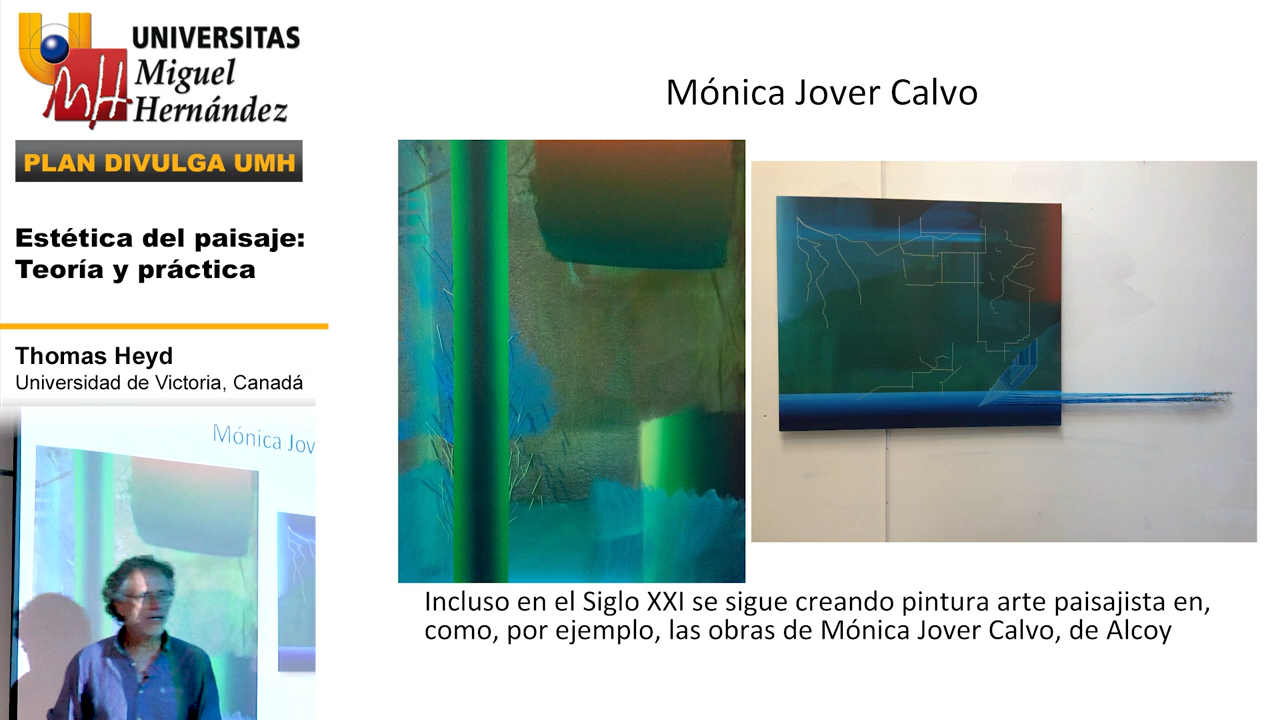 UNIVERSITAS
Miguel
Hernández
PLAN DIVULGA UMH
Estética del paisaje:
Teoría y práctica
Thomas Heyd
Universidad de Victoria, Canadá
Mónica Jov
Mónica Jover Calvo
Incluso en el Siglo XXI se sigue creando pintura arte paisajista en,
como, por ejemplo, las obras de Mónica Jover Calvo, de Alcoy